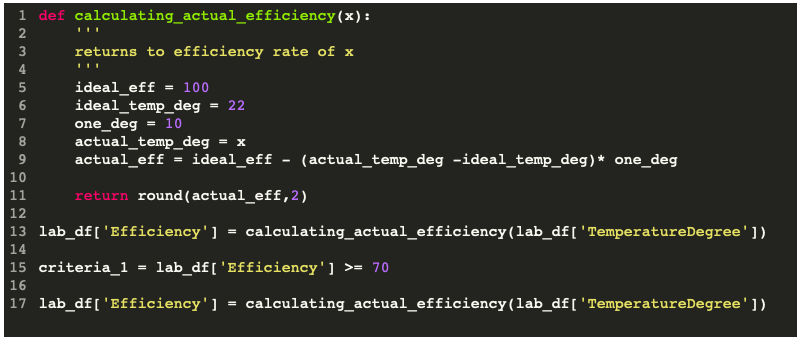 1 def calculating_actual_efficiency(x):
2     '''
3     returns to efficiency rate of x
4     '''
5     ideal_eff = 100
6     ideal_temp_deg = 22
7     one_deg = 10
8     actual_temp_deg = x
9     actual_eff = ideal_eff - (actual_temp_deg -ideal_temp_deg)* one_deg
10
11     return round(actual_eff,2)
12
13 lab_df['Efficiency'] = calculating_actual_efficiency(lab_df['TemperatureDegree'])
14
15 criteria_1 = lab_df['Efficiency'] >= 70
16
17 lab_df['Efficiency'] = calculating_actual_efficiency(lab_df['TemperatureDegree'])